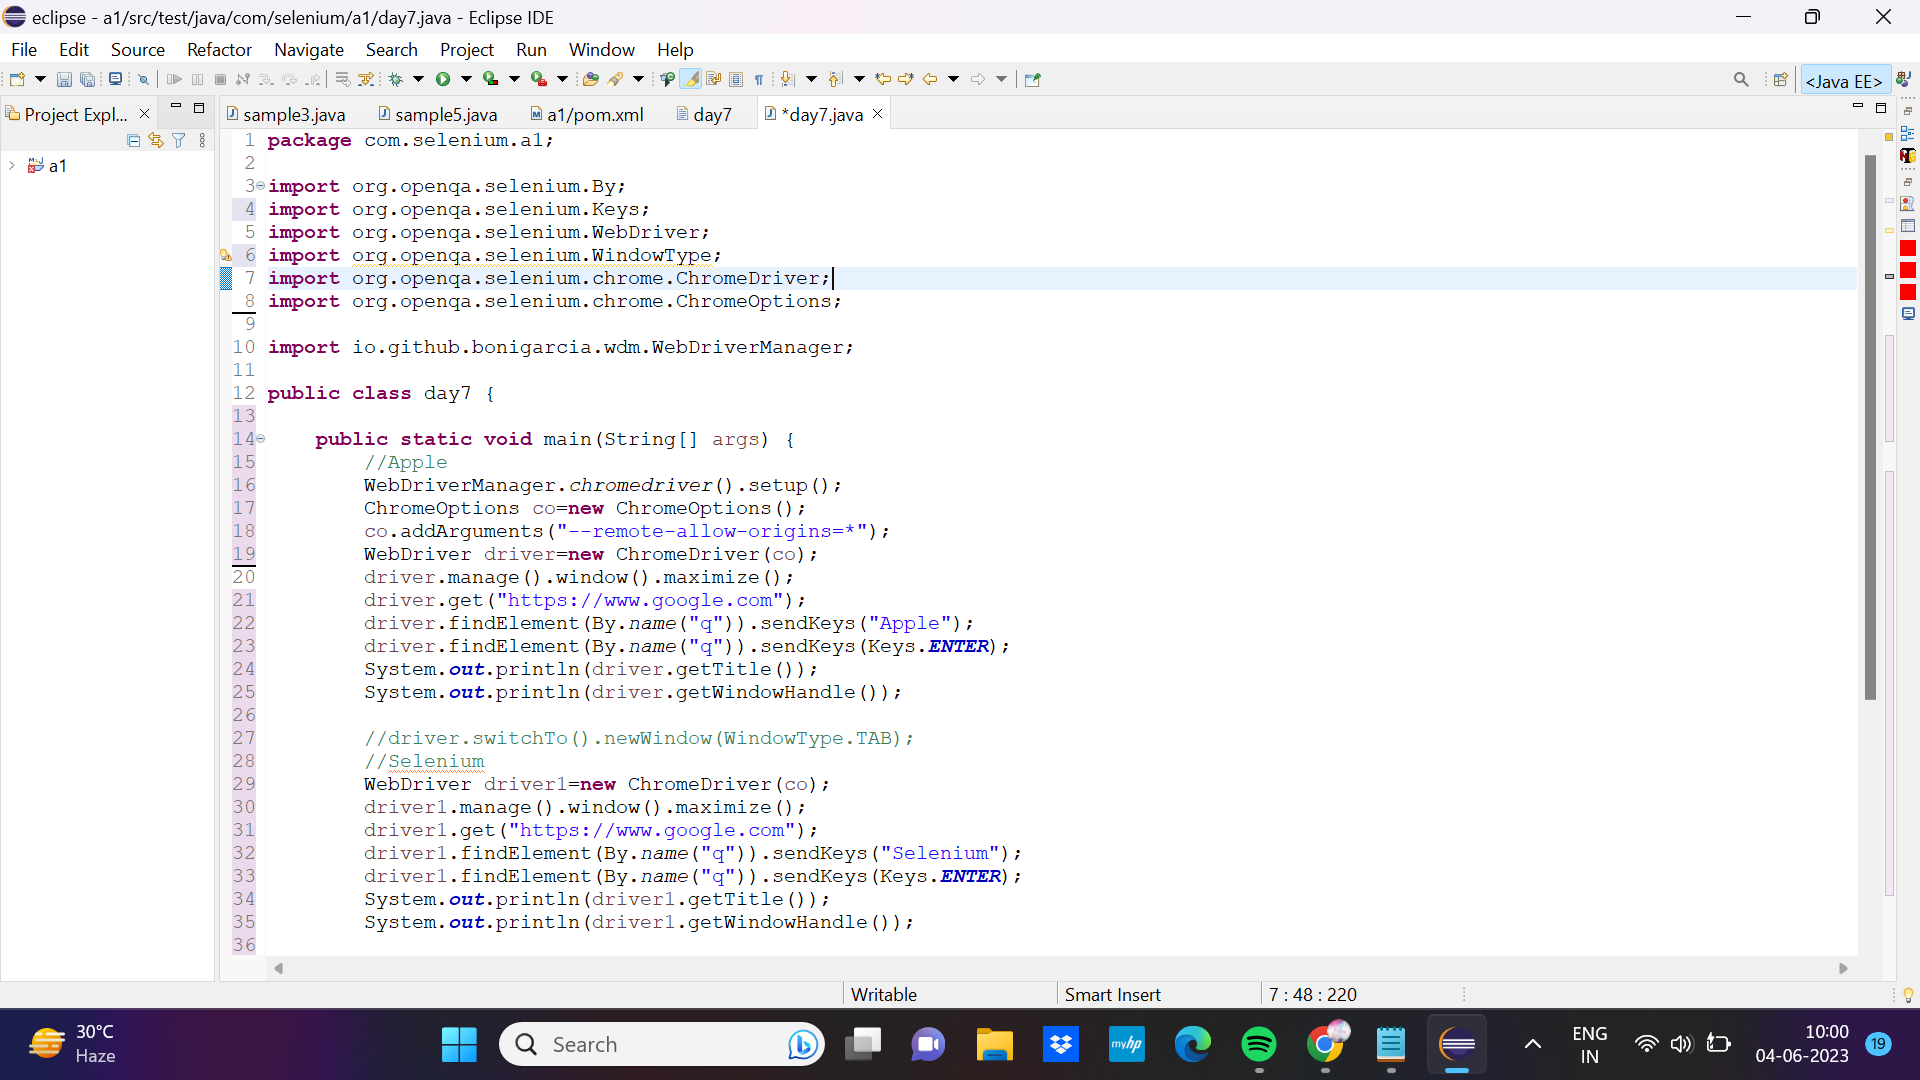 eclipse - a1/src/test/java/com/selenium/a1/day7.java - Eclipse IDE
File Edit Source Refactor Navigate Search Project Run Window Help
<Java EE>
Project Expl...
sample3.java sample5.java a1/pom.xml day7 *day7.java
a1
1 package com.selenium.a1;
2
3 import org.openqa.selenium.By;
4 import org.openqa.selenium.Keys;
5 import org.openqa.selenium.WebDriver;
6 import org.openqa.selenium.WindowType;
7 import org.openqa.selenium.chrome.ChromeDriver;
8 import org.openqa.selenium.chrome.ChromeOptions;
9
10 import io.github.bonigarcia.wdm.WebDriverManager;
11
12 public class day7 {
13
14 public static void main(String[] args) {
15 //Apple
16 WebDriverManager.chromedriver().setup();
17 ChromeOptions co=new ChromeOptions();
18 co.addArguments("--remote-allow-origins=*");
19 WebDriver driver=new ChromeDriver(co);
20 driver.manage().window().maximize();
21 driver.get("https://www.google.com");
22 driver.findElement(By.name("q")).sendKeys("Apple");
23 driver.findElement(By.name("q")).sendKeys(Keys.ENTER);
24 System.out.println(driver.getTitle());
25 System.out.println(driver.getWindowHandle());
26
27 //driver.switchTo().newWindow(WindowType.TAB);
28 //Selenium
29 WebDriver driver1=new ChromeDriver(co);
30 driver1.manage().window().maximize();
31 driver1.get("https://www.google.com");
32 driver1.findElement(By.name("q")).sendKeys("Selenium");
33 driver1.findElement(By.name("q")).sendKeys(Keys.ENTER);
34 System.out.println(driver1.getTitle());
35 System.out.println(driver1.getWindowHandle());
36
Writable Smart Insert 7 : 48 : 220
30°C
Haze
Search
myhp
ENG
IN
10:00
04-06-2023
19